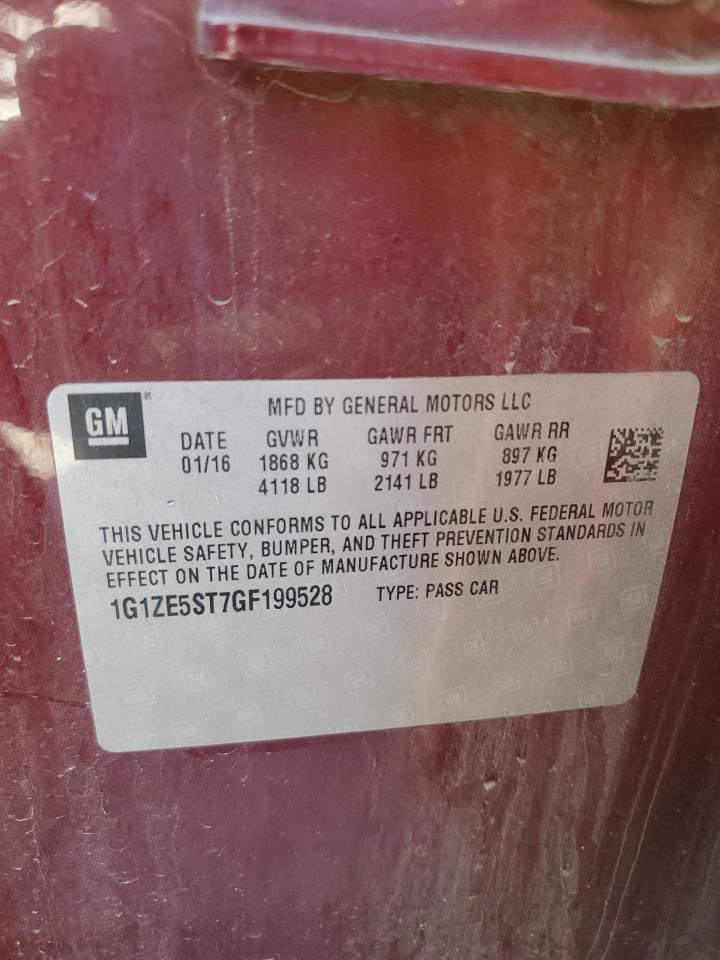 GM ® MFD BY GENERAL MOTORS LLC
DATE GVWR GAWR FRT GAWR RR
01/16 1868 KG 971 KG 897 KG
4118 LB 2141 LB 1977 LB
THIS VEHICLE CONFORMS TO ALL APPLICABLE U.S. FEDERAL MOTOR
VEHICLE SAFETY, BUMPER, AND THEFT PREVENTION STANDARDS IN
EFFECT ON THE DATE OF MANUFACTURE SHOWN ABOVE.
1G1ZE5ST7GF199528 TYPE: PASS CAR